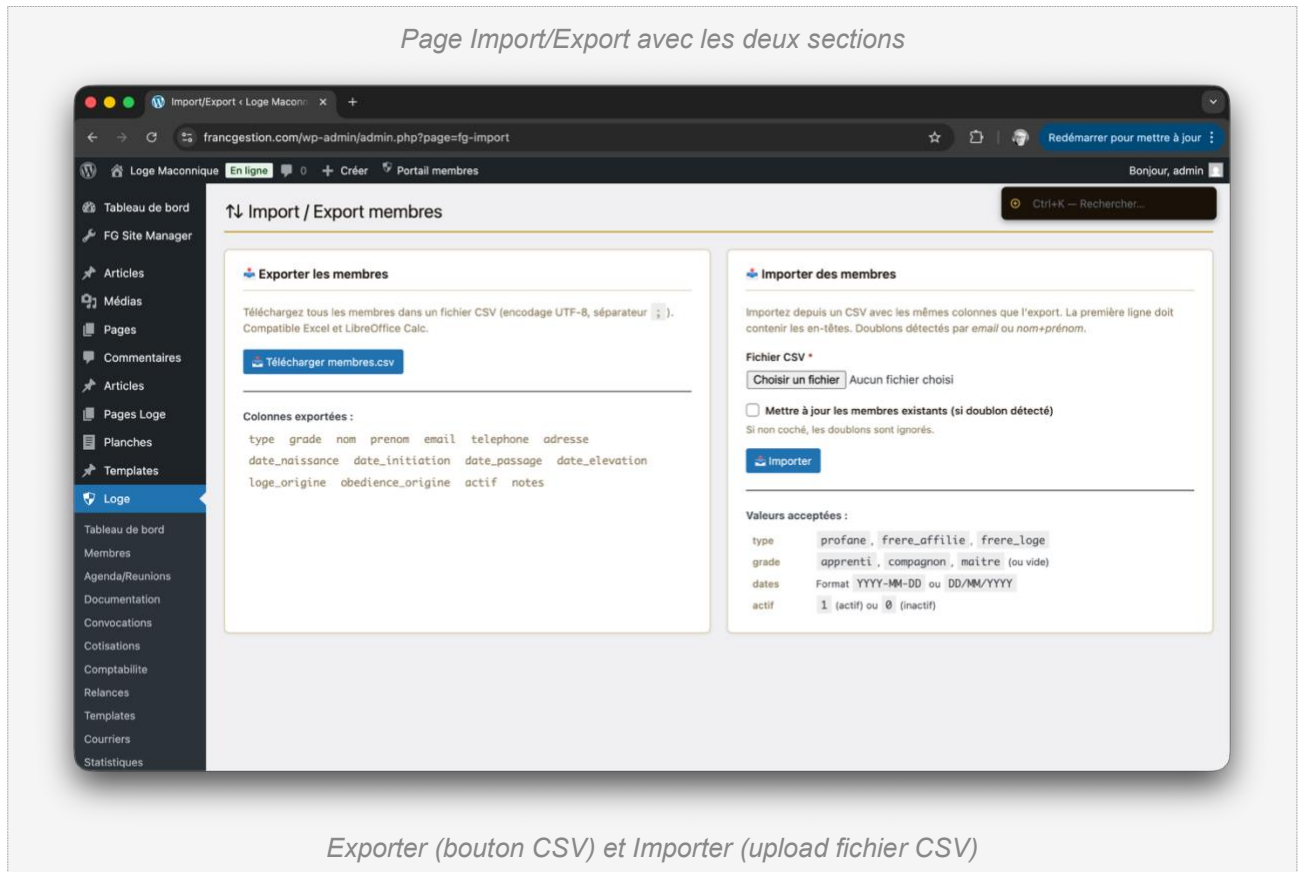 Page Import/Export avec les deux sections
Import/Export ‹ Loge Maconn
francgestion.com/wp-admin/admin.php?page=fg-import
Redémarrer pour mettre à jour
Loge Maconnique En ligne 0 + Créer Portail membres
Bonjour, admin
Tableau de bord
FG Site Manager
Articles
Médias
Pages
Commentaires
Articles
Pages Loge
Planches
Templates
Loge
Tableau de bord
Membres
Agenda/Reunions
Documentation
Convocations
Cotisations
Comptabilite
Relances
Templates
Courriers
Statistiques
Import / Export membres
Ctrl+K — Rechercher...
Exporter les membres
Téléchargez tous les membres dans un fichier CSV (encodage UTF-8, séparateur ; ).
Compatible Excel et LibreOffice Calc.
Télécharger membres.csv
Colonnes exportées :
type grade nom prenom email telephone adresse
date_naissance date_initiation date_passage date_elevation
loge_origine obedience_origine actif notes
Importer des membres
Importez depuis un CSV avec les mêmes colonnes que l'export. La première ligne doit
contenir les en-têtes. Doublons détectés par email ou nom+prénom.
Fichier CSV *
Choisir un fichier Aucun fichier choisi
Mettre à jour les membres existants (si doublon détecté)
Si non coché, les doublons sont ignorés.
Importer
Valeurs acceptées :
type profane , frere_affilie , frere_loge
grade apprenti , compagnon , maitre (ou vide)
dates Format YYYY-MM-DD ou DD/MM/YYYY
actif 1 (actif) ou 0 (inactif)
Exporter (bouton CSV) et Importer (upload fichier CSV)